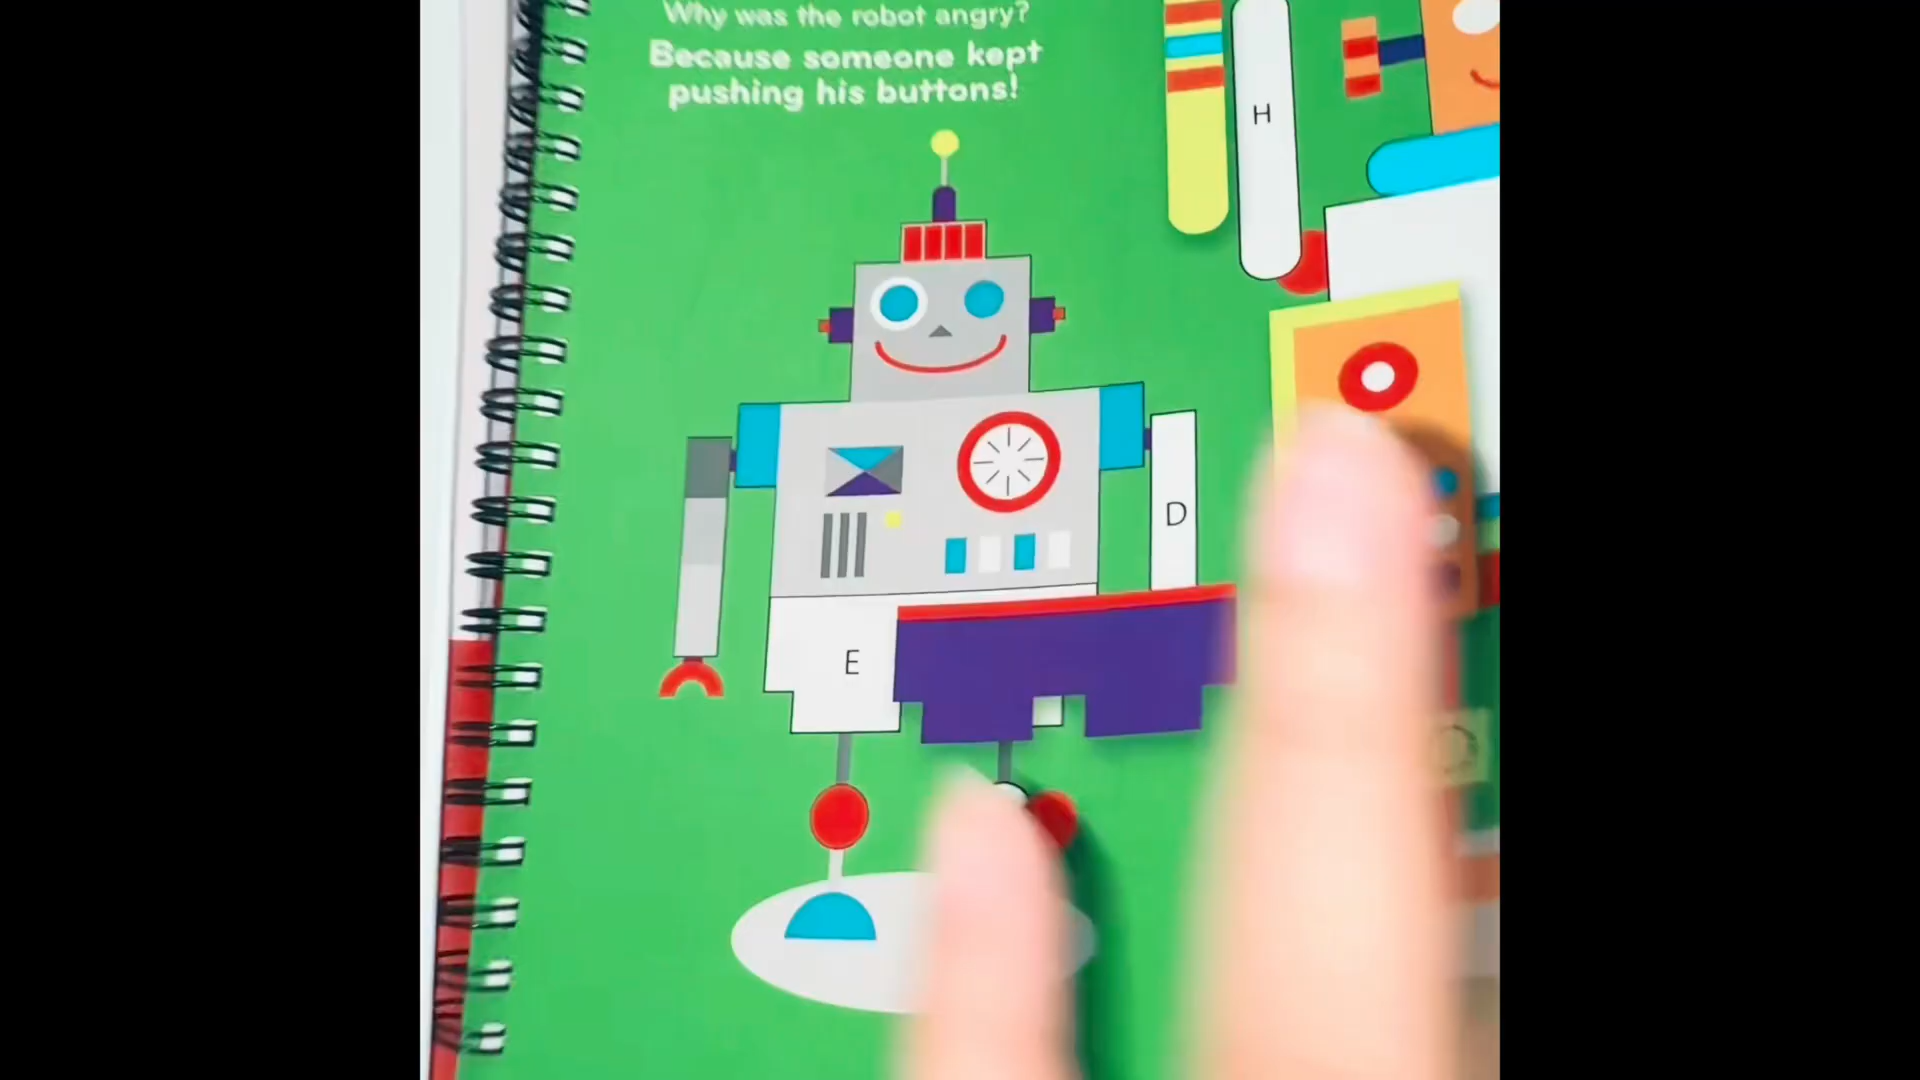 Why was the robot angry?
Because someone kept
pushing his buttons!
H
D
E